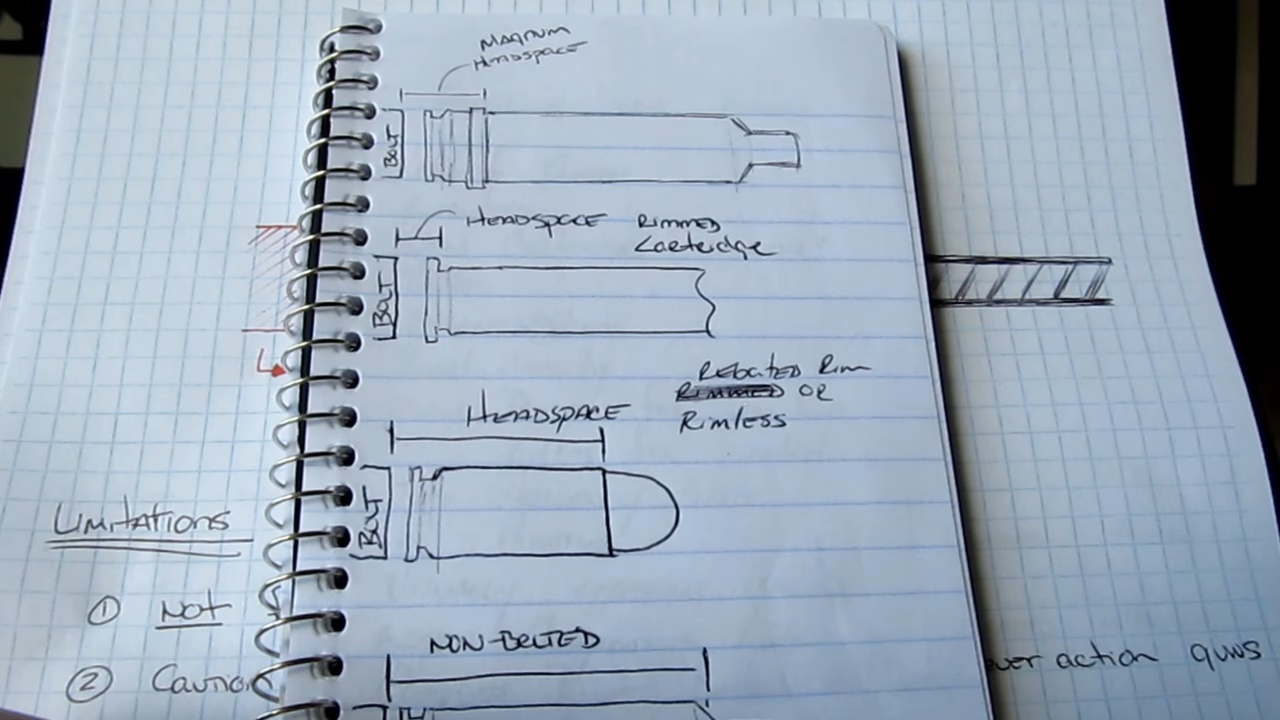 MAGNUM
HEADSPACE
BOLT
HEADSPACE RIMMED
Cartridge
BOLT
REBATED Rim
RIMMED OR
HEADSPACE
Rimless
BOLT
LIMITATIONS
① NOT
NON-BELTED
② CAUTION
action guns